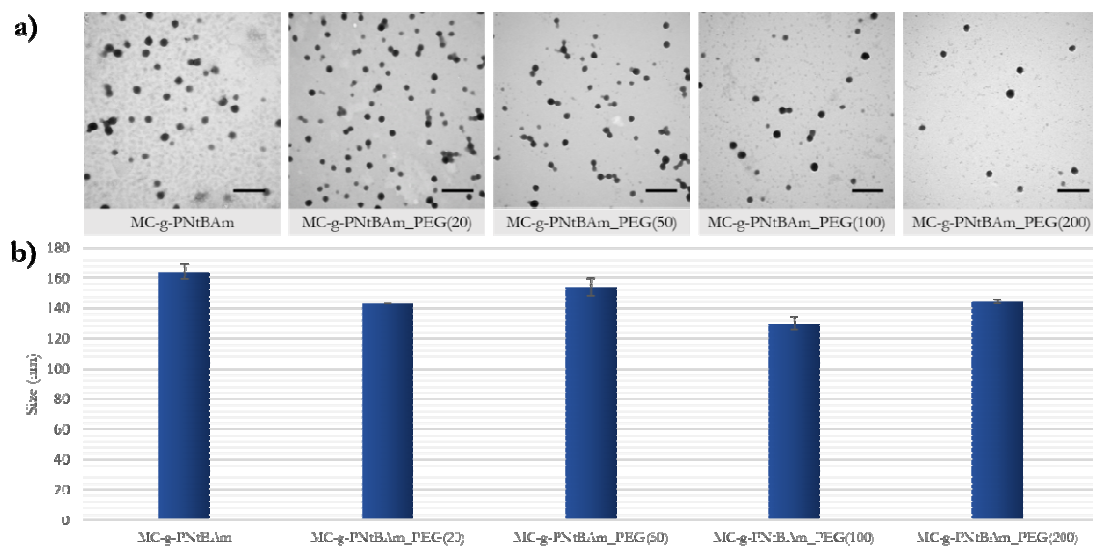 a)
MC-g-PNtBAm MC-g-PNtBAm_PEG(20) MC-g-PNtBAm_PEG(50) MC-g-PNtBAm_PEG(100) MC-g-PNtBAm_PEG(200)
b)
Size (nm)
180
160
140
120
100
80
60
40
20
0
MC-g-PNtBAm MC-g-PNtBAm_PEG(20) MC-g-PNtBAm_PEG(50) MC-g-PNtBAm_PEG(100) MC-g-PNtBAm_PEG(200)